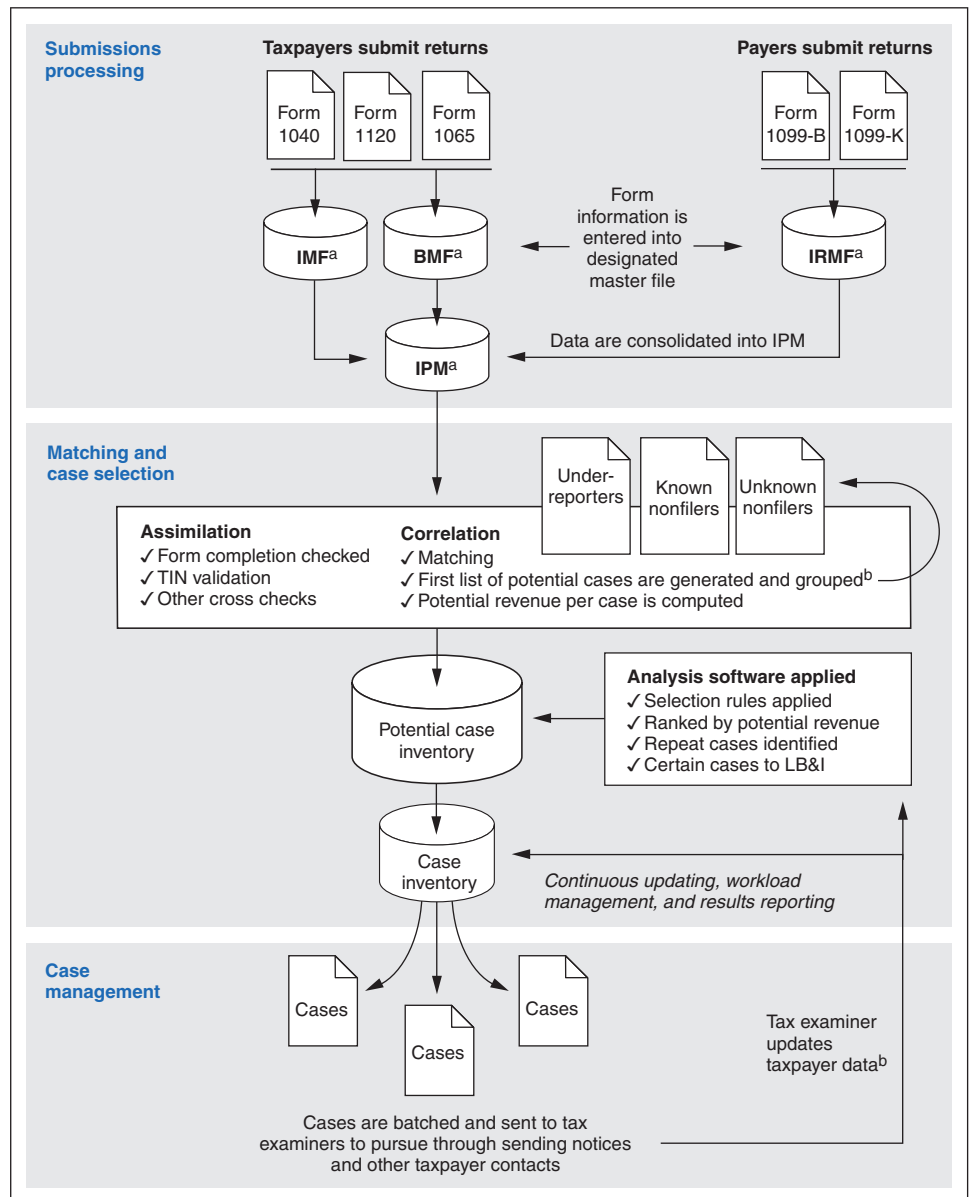 Submissions
processing
Taxpayers submit returns
Payers submit returns
Form
1040
Form
1120
Form
1065
Form
1099-B
Form
1099-K
IMFa
BMFa
Form
information is
entered into
designated
master file
IRMFa
Data are consolidated into IPM
IPMa
Matching and
case selection
Under-
reporters
Known
nonfilers
Unknown
nonfilers
Assimilation
✓ Form completion checked
✓ TIN validation
✓ Other cross checks
Correlation
✓ Matching
✓ First list of potential cases are generated and groupedb
✓ Potential revenue per case is computed
Potential case
inventory
Analysis software applied
✓ Selection rules applied
✓ Ranked by potential revenue
✓ Repeat cases identified
✓ Certain cases to LB&I
Case
inventory
Continuous updating, workload
management, and results reporting
Case
management
Cases
Cases
Cases
Tax examiner
updates
taxpayer datab
Cases are batched and sent to tax
examiners to pursue through sending notices
and other taxpayer contacts